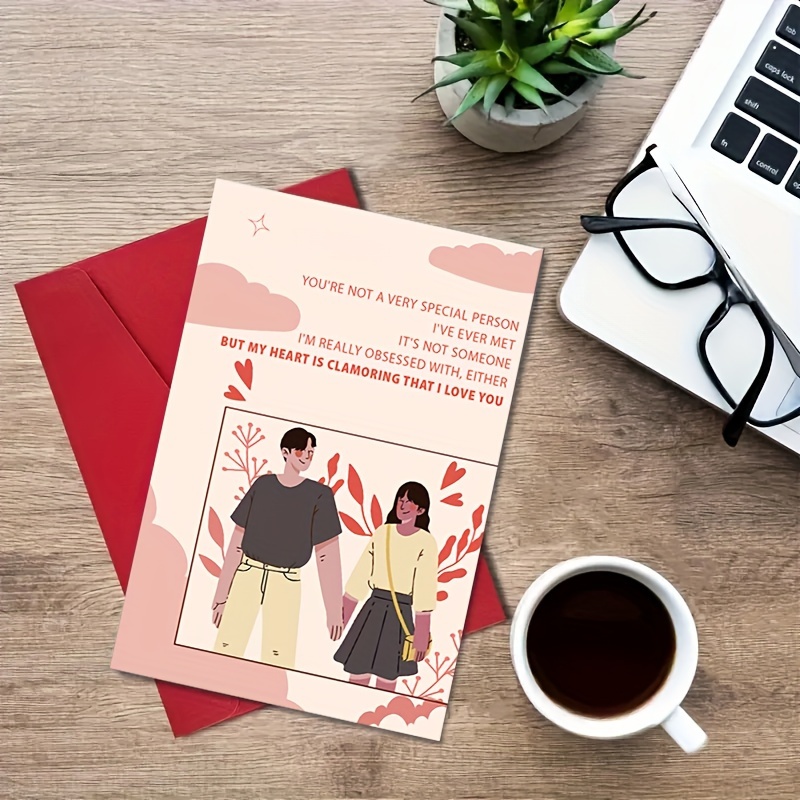 YOU'RE NOT A VERY SPECIAL PERSON
I'VE EVER MET
IT'S NOT SOMEONE
I'M REALLY OBSESSED WITH, EITHER
BUT MY HEART IS CLAMORING THAT I LOVE YOU
tab
caps lock
shift
fn
control